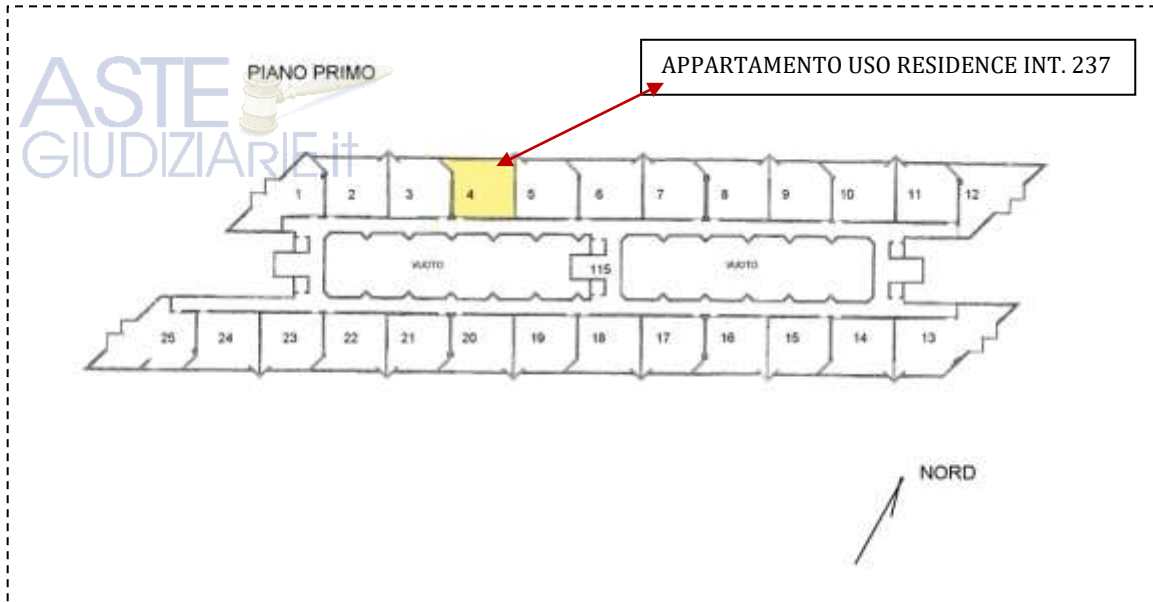 ASTE
GIUDIZIARIE.it
PIANO PRIMO
APPARTAMENTO USO RESIDENCE INT. 237
1 2 3 4 5 6 7 8 9 10 11 12
VUOTO 115 VUOTO
25 24 23 22 21 20 19 18 17 16 15 14 13
NORD